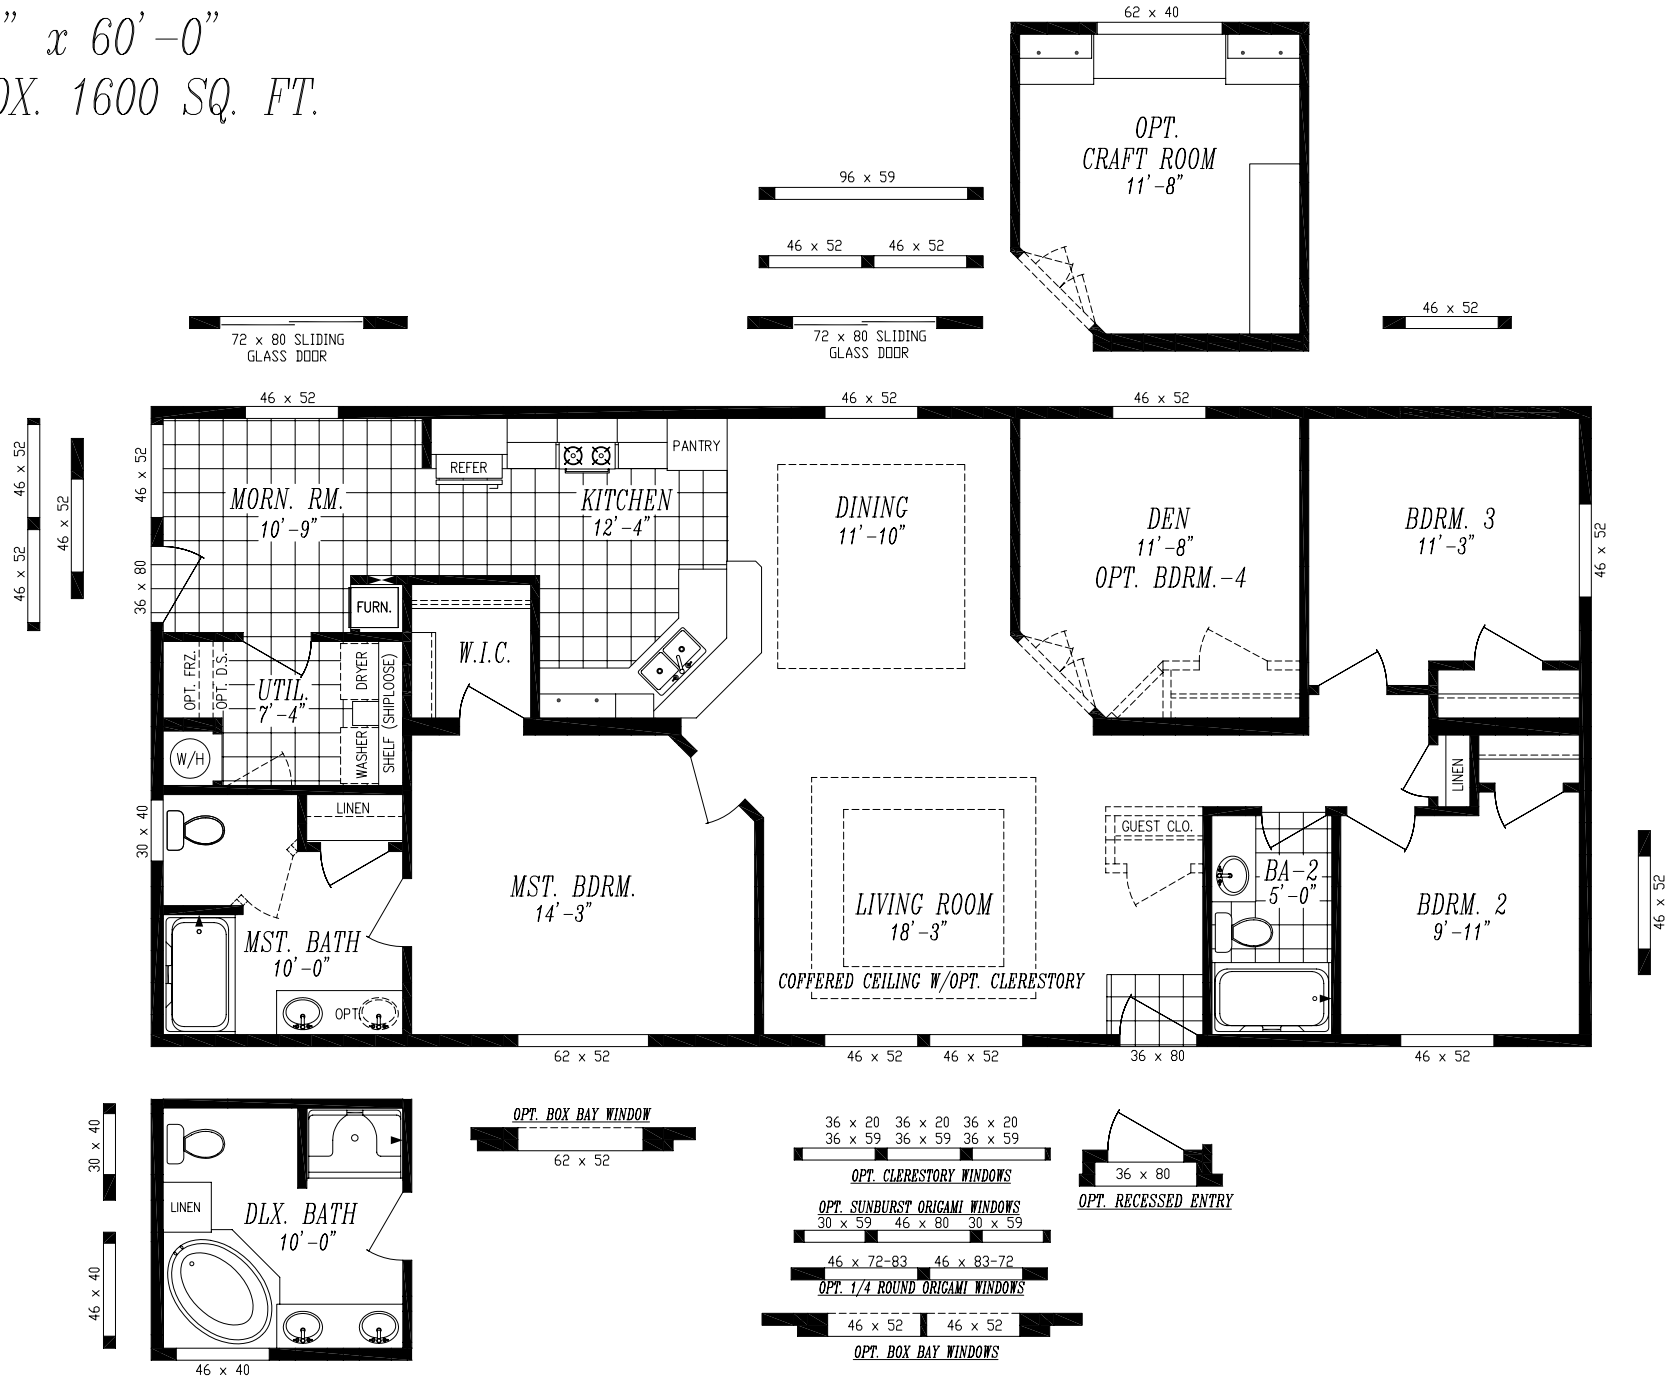 " x 60'-0"
OX. 1600 SQ. FT.
62 x 40
OPT.
CRAFT ROOM
11'-8"
96 x 59
46 x 52 46 x 52
72 x 80 SLIDING
GLASS DOOR
72 x 80 SLIDING
GLASS DOOR
46 x 52
46 x 52
46 x 52
46 x 52
46 x 52
46 x 52
46 x 52
46 x 52
36 x 80
MORN. RM.
10'-9"
REFER
PANTRY
KITCHEN
12'-4"
DINING
11'-10"
DEN
11'-8"
OPT. BDRM.-4
BDRM. 3
11'-3"
46 x 52
FURN.
W.I.C.
OPT. FRZ.
OPT. D.S.
UTIL.
7'-4"
DRYER
WASHER
SHELF (SHIPLOOSE)
W/H
LINEN
30 x 40
LINEN
MST. BDRM.
14'-3"
MST. BATH
10'-0"
OPT
LIVING ROOM
18'-3"
COFFERED CEILING W/OPT. CLERESTORY
GUEST CLO.
BA-2
5'-0"
BDRM. 2
9'-11"
46 x 52
62 x 52
46 x 52 46 x 52
36 x 80
46 x 52
30 x 40
46 x 40
LINEN
DLX. BATH
10'-0"
46 x 40
OPT. BOX BAY WINDOW
62 x 52
36 x 20 36 x 20 36 x 20
36 x 59 36 x 59 36 x 59
OPT. CLERESTORY WINDOWS
OPT. SUNBURST ORIGAMI WINDOWS
30 x 59 46 x 80 30 x 59
46 x 72-83 46 x 83-72
OPT. 1/4 ROUND ORIGAMI WINDOWS
46 x 52 46 x 52
OPT. BOX BAY WINDOWS
36 x 80
OPT. RECESSED ENTRY